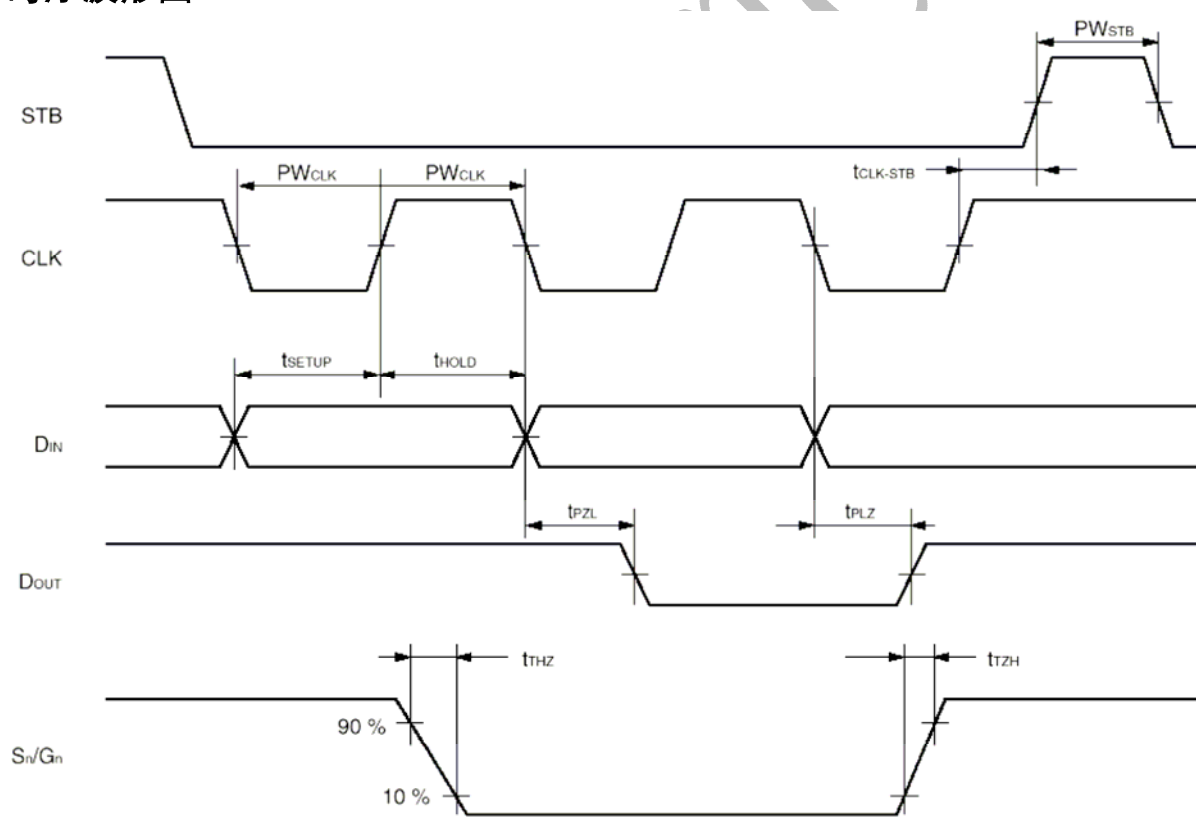 PWSTB
STB
PWCLK PWCLK
tCLK-STB
CLK
tSETUP tHOLD
DIN
tPZL tPLZ
DOUT
tTHZ tTZH
90 %
Sn/Gn
10 %